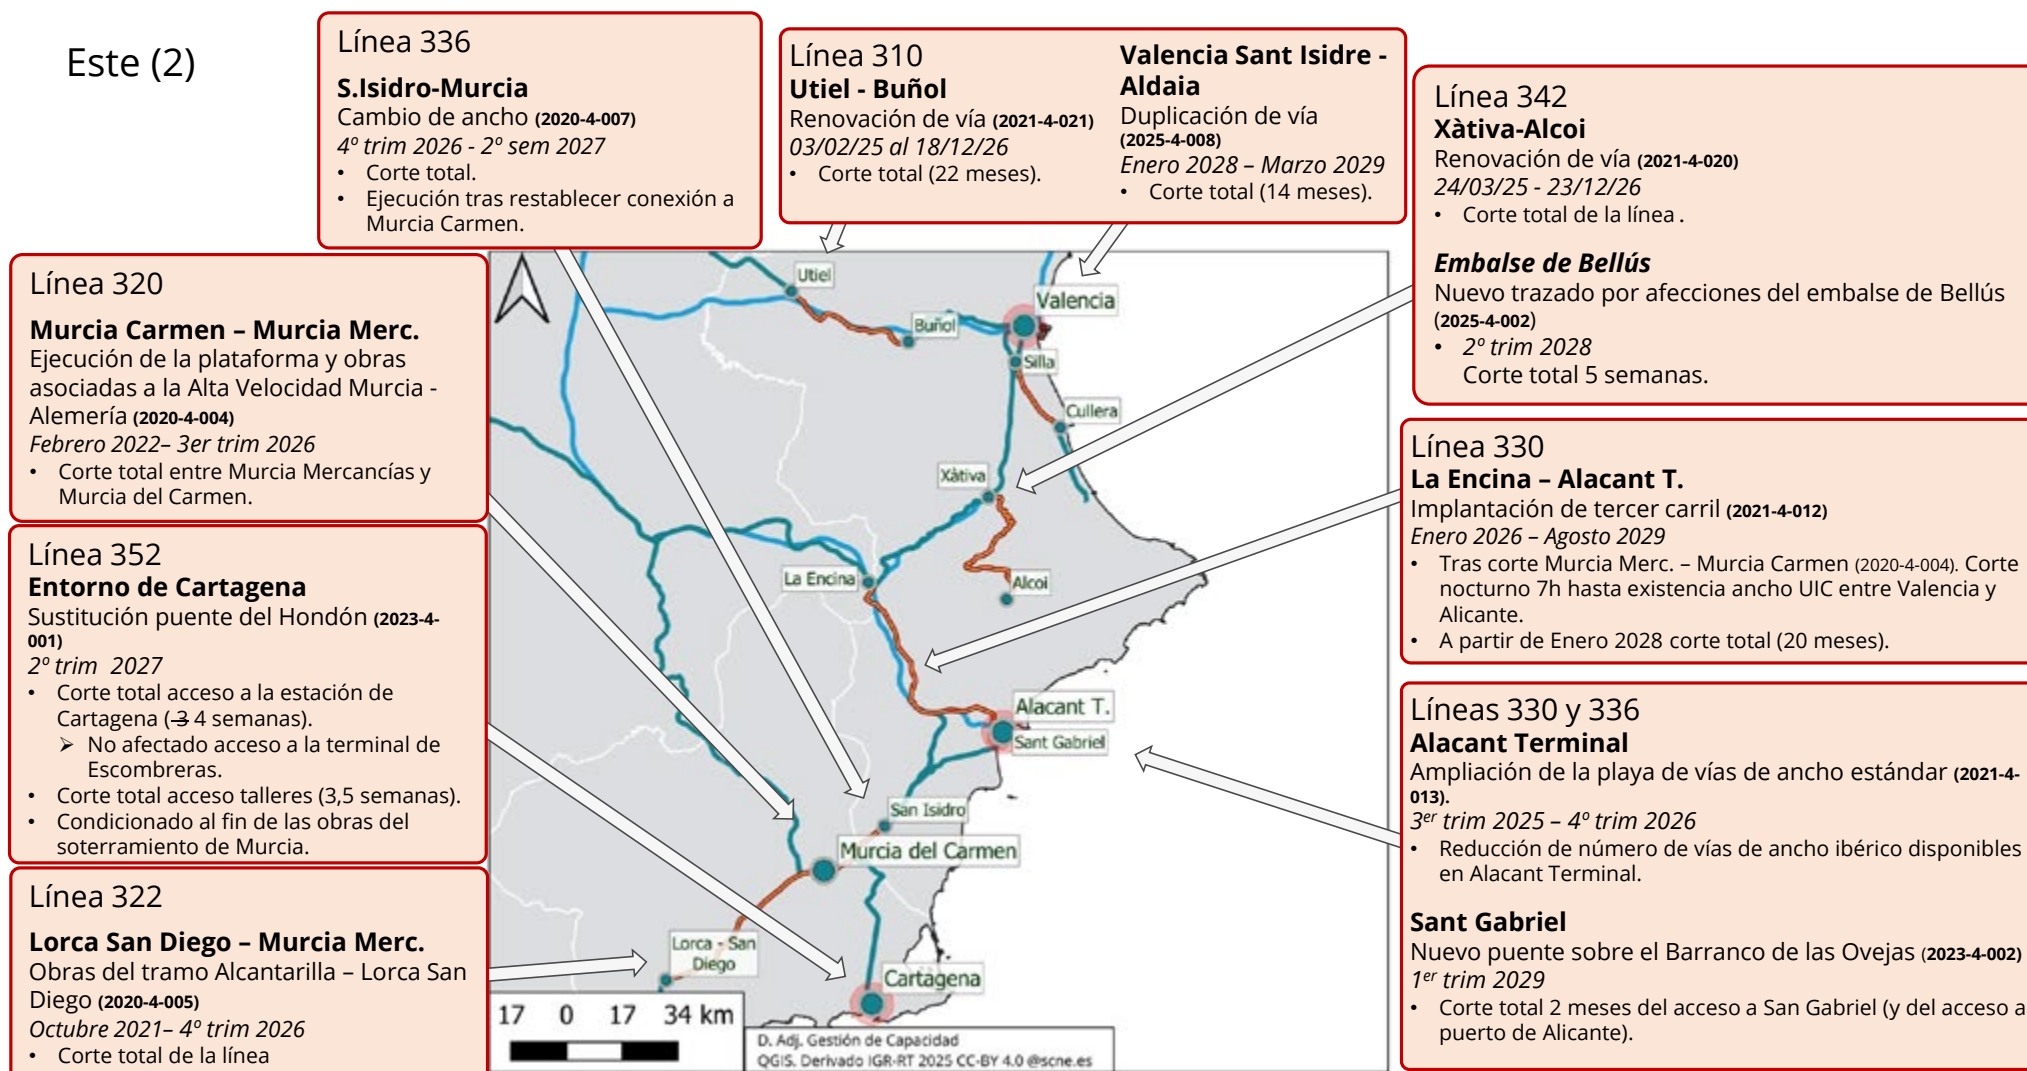 Este (2)
Línea 336
S.Isidro-Murcia
Cambio de ancho (2020-4-007)
4º trim 2026 - 2º sem 2027
• Corte total.
• Ejecución tras restablecer conexión a
Murcia Carmen.
Línea 310
Utiel - Buñol
Renovación de vía (2021-4-021)
03/02/25 al 18/12/26
• Corte total (22 meses).
Valencia Sant Isidre -
Aldaia
Duplicación de vía
(2025-4-008)
Enero 2028 – Marzo 2029
• Corte total (14 meses).
Línea 342
Xàtiva-Alcoi
Renovación de vía (2021-4-020)
24/03/25 - 23/12/26
• Corte total de la línea .
Embalse de Bellús
Nuevo trazado por afecciones del embalse de Bellús
(2025-4-002)
• 2º trim 2028
Corte total 5 semanas.
Línea 320
Murcia Carmen – Murcia Merc.
Ejecución de la plataforma y obras
asociadas a la Alta Velocidad Murcia -
Alemería (2020-4-004)
Febrero 2022– 3er trim 2026
• Corte total entre Murcia Mercancías y
Murcia del Carmen.
Línea 352
Entorno de Cartagena
Sustitución puente del Hondón (2023-4-
001)
2º trim 2027
• Corte total acceso a la estación de
Cartagena (3 4 semanas).
➢ No afectado acceso a la terminal de
Escombreras.
• Corte total acceso talleres (3,5 semanas).
• Condicionado al fin de las obras del
soterramiento de Murcia.
Línea 322
Lorca San Diego – Murcia Merc.
Obras del tramo Alcantarilla – Lorca San
Diego (2020-4-005)
Octubre 2021– 4º trim 2026
• Corte total de la línea
Línea 330
La Encina – Alacant T.
Implantación de tercer carril (2021-4-012)
Enero 2026 – Agosto 2029
• Tras corte Murcia Merc. – Murcia Carmen (2020-4-004). Corte
nocturno 7h hasta existencia ancho UIC entre Valencia y
Alicante.
• A partir de Enero 2028 corte total (20 meses).
Líneas 330 y 336
Alacant Terminal
Ampliación de la playa de vías de ancho estándar (2021-4-
013).
3er trim 2025 – 4º trim 2026
• Reducción de número de vías de ancho ibérico disponibles
en Alacant Terminal.
Sant Gabriel
Nuevo puente sobre el Barranco de las Ovejas (2023-4-002)
1er trim 2029
• Corte total 2 meses del acceso a San Gabriel (y del acceso a
puerto de Alicante).
Utiel
Valencia
Buñol
Silla
Cullera
Xàtiva
La Encina
Alcoi
Alacant T.
Sant Gabriel
San Isidro
Murcia del Carmen
Lorca - San
Diego
Cartagena
17 0 17 34 km
D. Adj. Gestión de Capacidad
QGIS. Derivado IGR-RT 2025 CC-BY 4.0 @scne.es